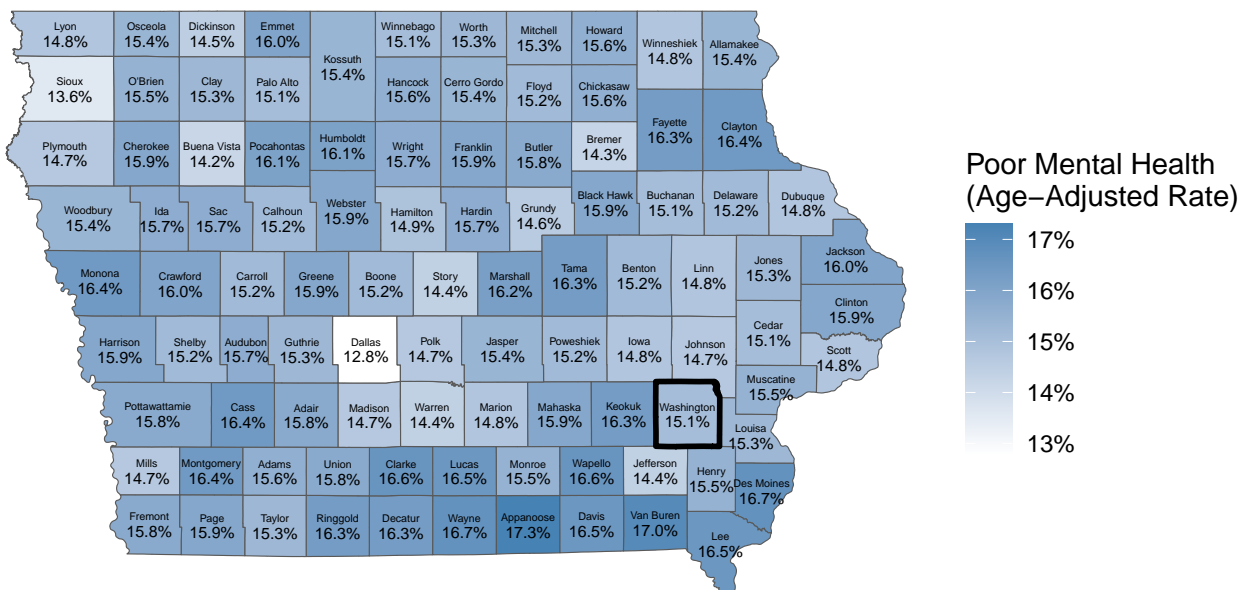 Lyon
14.8%
Osceola
15.4%
Dickinson
14.5%
Emmet
16.0%
Kossuth
15.4%
Winnebago
15.1%
Worth
15.3%
Mitchell
15.3%
Howard
15.6%
Winneshiek
14.8%
Allamakee
15.4%
Sioux
13.6%
O'Brien
15.5%
Clay
15.3%
Palo Alto
15.1%
Hancock
15.6%
Cerro Gordo
15.4%
Floyd
15.2%
Chickasaw
15.6%
Fayette
16.3%
Clayton
16.4%
Plymouth
14.7%
Cherokee
15.9%
Buena Vista
14.2%
Pocahontas
16.1%
Humboldt
16.1%
Wright
15.7%
Franklin
15.9%
Butler
15.8%
Bremer
14.3%
Woodbury
15.4%
Ida
15.7%
Sac
15.7%
Calhoun
15.2%
Webster
15.9%
Hamilton
14.9%
Hardin
15.7%
Grundy
14.6%
Black Hawk
15.9%
Buchanan
15.1%
Delaware
15.2%
Dubuque
14.8%
Monona
16.4%
Crawford
16.0%
Carroll
15.2%
Greene
15.9%
Boone
15.2%
Story
14.4%
Marshall
16.2%
Tama
16.3%
Benton
15.2%
Linn
14.8%
Jones
15.3%
Jackson
16.0%
Clinton
15.9%
Harrison
15.9%
Shelby
15.2%
Audubon
15.7%
Guthrie
15.3%
Dallas
12.8%
Polk
14.7%
Jasper
15.4%
Poweshiek
15.2%
Iowa
14.8%
Johnson
14.7%
Cedar
15.1%
Scott
14.8%
Muscatine
15.5%
Pottawattamie
15.8%
Cass
16.4%
Adair
15.8%
Madison
14.7%
Warren
14.4%
Marion
14.8%
Mahaska
15.9%
Keokuk
16.3%
Washington
15.1%
Louisa
15.3%
Mills
14.7%
Montgomery
16.4%
Adams
15.6%
Union
15.8%
Clarke
16.6%
Lucas
16.5%
Monroe
15.5%
Wapello
16.6%
Jefferson
14.4%
Henry
15.5%
Des Moines
16.7%
Fremont
15.8%
Page
15.9%
Taylor
15.3%
Ringgold
16.3%
Decatur
16.3%
Wayne
16.7%
Appanoose
17.3%
Davis
16.5%
Van Buren
17.0%
Lee
16.5%
Poor Mental Health
(Age−Adjusted Rate)
17%
16%
15%
14%
13%